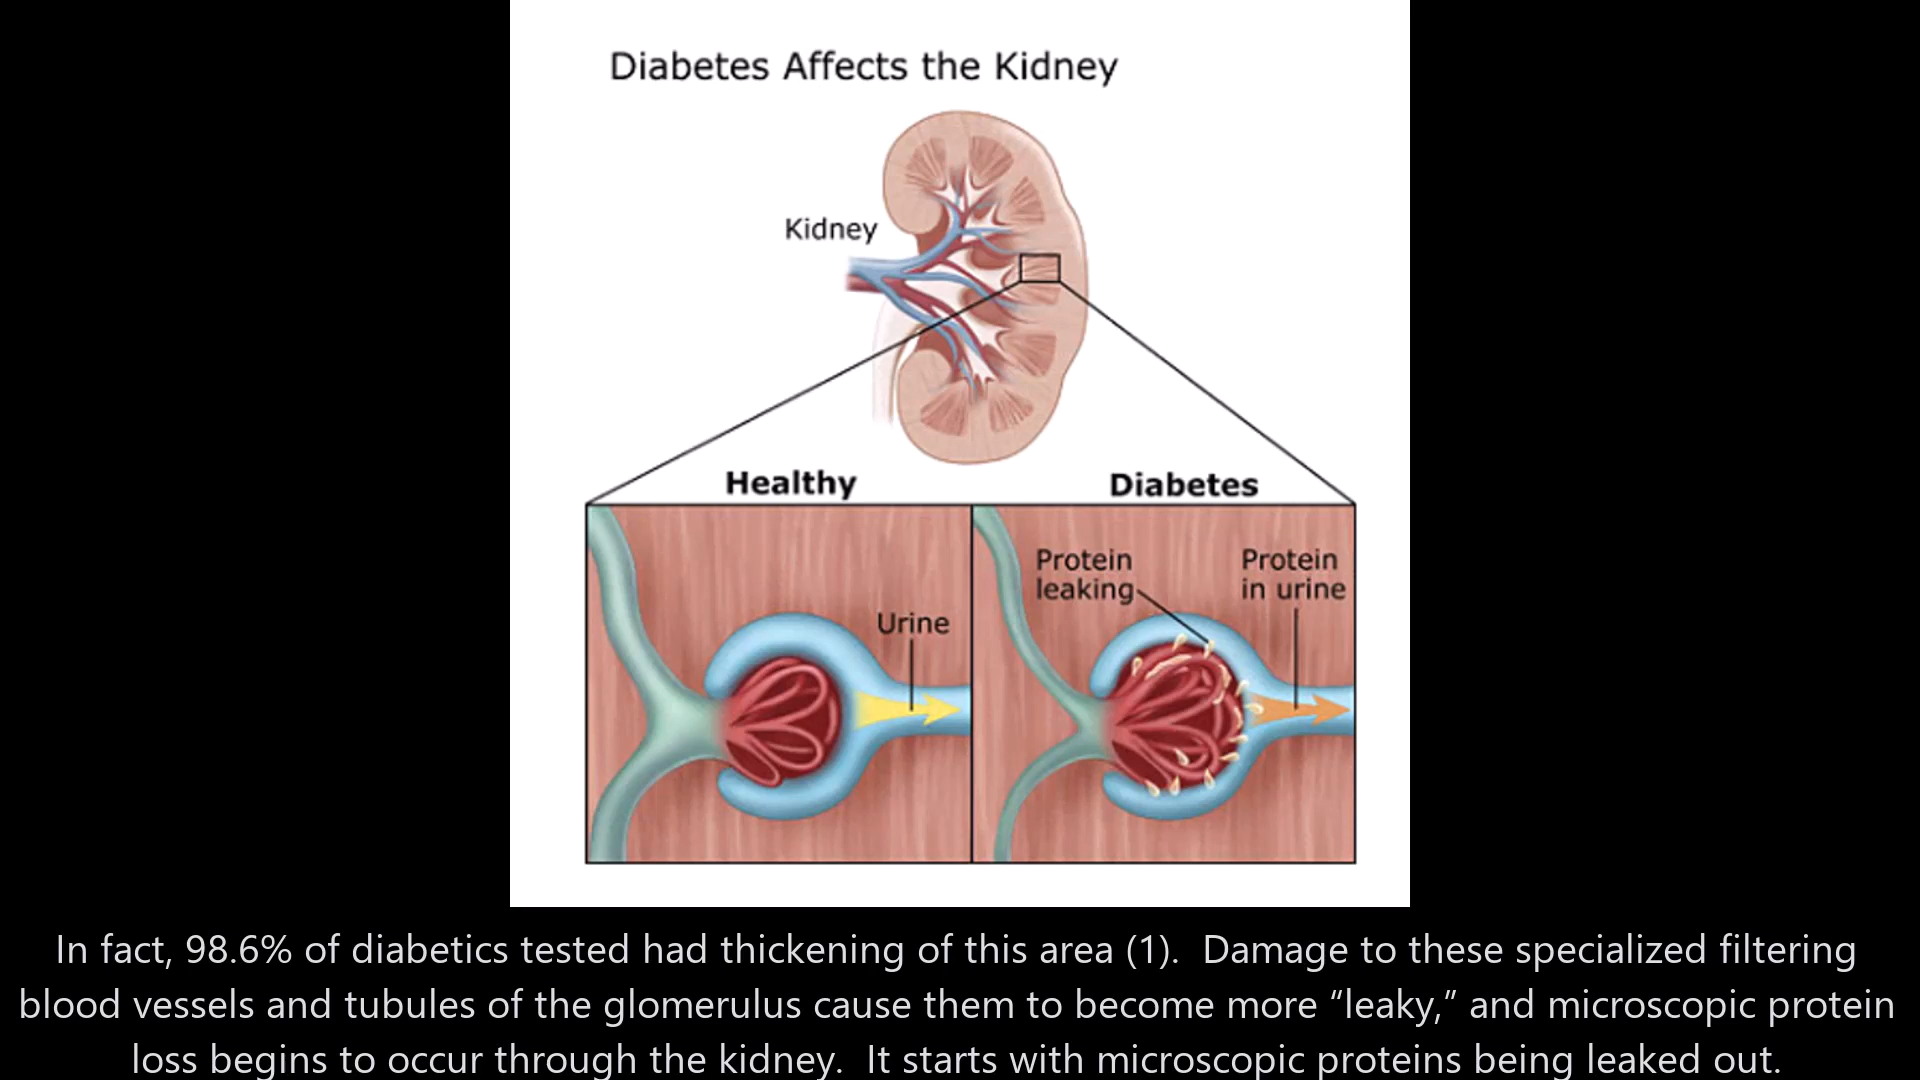 Diabetes Affects the Kidney
Kidney
Healthy
Diabetes
Protein
leaking
Protein
in urine
Urine
In fact, 98.6% of diabetics tested had thickening of this area (1).  Damage to these specialized filtering
blood vessels and tubules of the glomerulus cause them to become more “leaky,” and microscopic protein
loss begins to occur through the kidney.  It starts with microscopic proteins being leaked out.